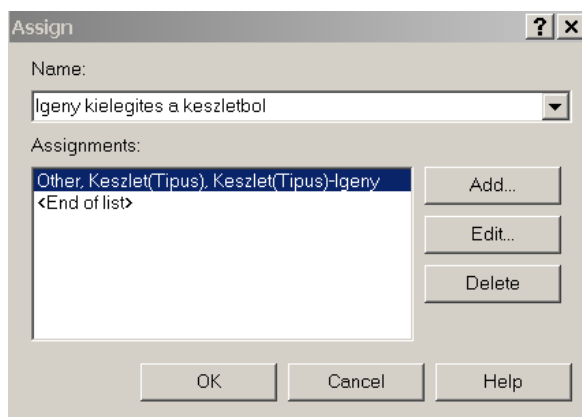 Assign
? ×
Name:
Igeny kielegites a keszletbol
Assignments:
Other, Keszlet(Tipus), Keszlet(Tipus)-Igeny
<End of list>
Add...
Edit...
Delete
OK Cancel Help